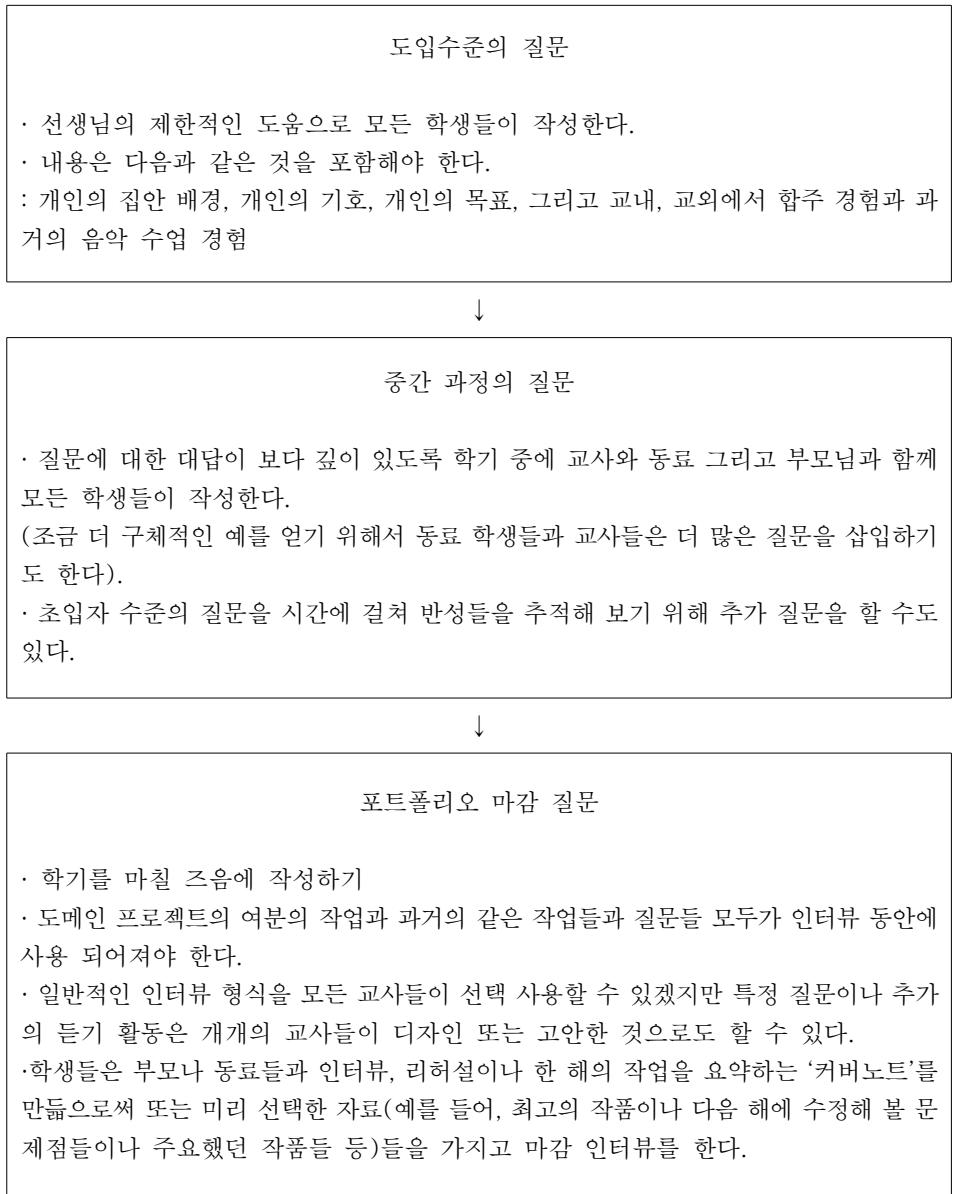 도입수준의 질문
· 선생님의 제한적인 도움으로 모든 학생들이 작성한다.
· 내용은 다음과 같은 것을 포함해야 한다.
: 개인의 집안 배경, 개인의 기호, 개인의 목표, 그리고 교내, 교외에서 합주 경험과 과
거의 음악 수업 경험
↓
중간 과정의 질문
· 질문에 대한 대답이 보다 깊이 있도록 학기 중에 교사와 동료 그리고 부모님과 함께
모든 학생들이 작성한다.
(조금 더 구체적인 예를 얻기 위해서 동료 학생들과 교사들은 더 많은 질문을 삽입하기
도 한다).
· 초입자 수준의 질문을 시간에 걸쳐 반성들을 추적해 보기 위해 추가 질문을 할 수도
있다.
↓
포트폴리오 마감 질문
· 학기를 마칠 즈음에 작성하기
· 도메인 프로젝트의 여분의 작업과 과거의 같은 작업들과 질문들 모두가 인터뷰 동안에
사용 되어져야 한다.
· 일반적인 인터뷰 형식을 모든 교사들이 선택 사용할 수 있겠지만 특정 질문이나 추가
의 듣기 활동은 개개의 교사들이 디자인 또는 고안한 것으로도 할 수 있다.
·학생들은 부모나 동료들과 인터뷰, 리허설이나 한 해의 작업을 요약하는 ‘커버노트’를
만듦으로써 또는 미리 선택한 자료(예를 들어, 최고의 작품이나 다음 해에 수정해 볼 문
제점들이나 주요했던 작품들 등)들을 가지고 마감 인터뷰를 한다.